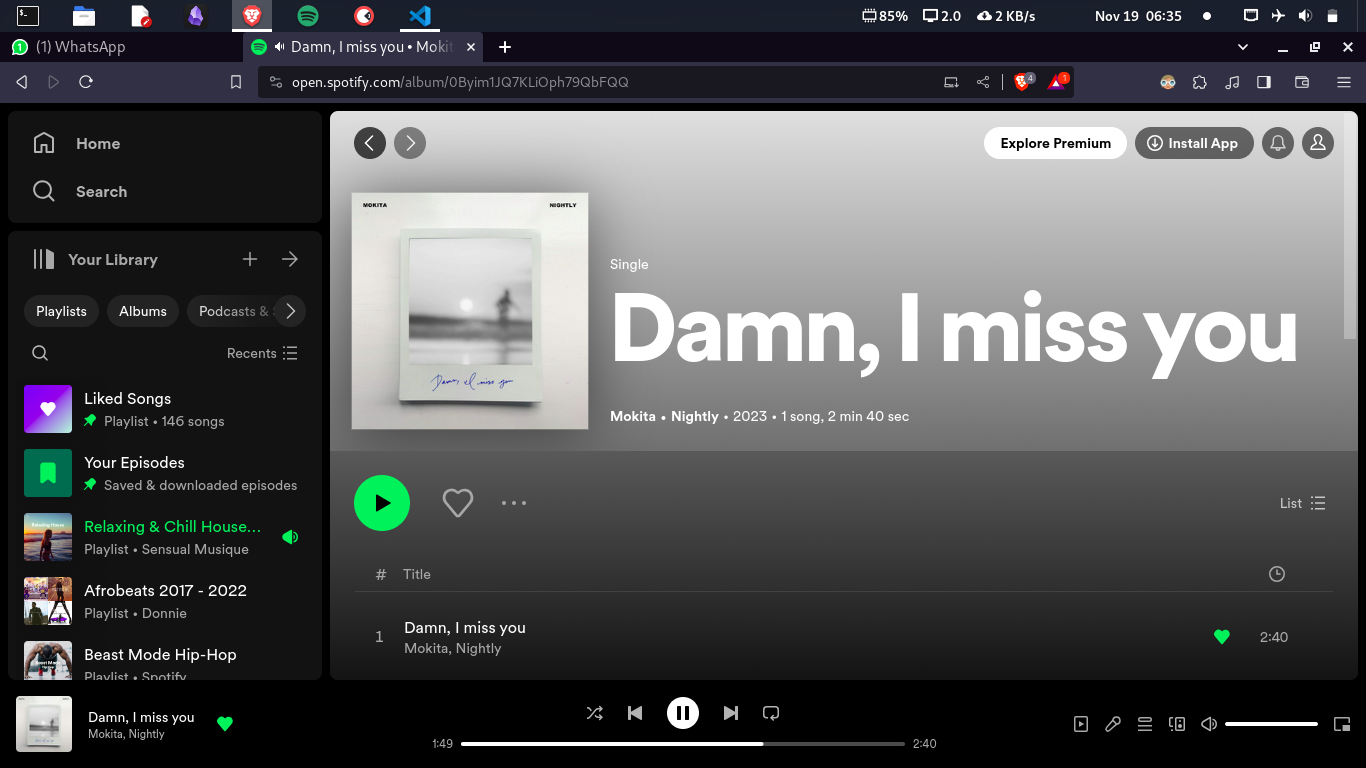 85% 2.0 2 KB/s Nov 19 06:35
(1) WhatsApp
Damn, I miss you • Mokit
open.spotify.com/album/0Byim1JQ7KLiOph79QbFQQ
4
1
Home
Search
Your Library
Playlists Albums Podcasts &
Recents
Liked Songs
Playlist • 146 songs
Your Episodes
Saved & downloaded episodes
Relaxing & Chill House…
Playlist • Sensual Musique
Afrobeats 2017 - 2022
Playlist • Donnie
Beast Mode Hip-Hop
Playlist • Spotify
Explore Premium
Install App
MOKITA NIGHTLY
Damn, I miss you
Single
Damn, I miss you
Mokita • Nightly • 2023 • 1 song, 2 min 40 sec
List
# Title
1 Damn, I miss you 2:40
Mokita, Nightly
Damn, I miss you
Mokita, Nightly
1:49 2:40